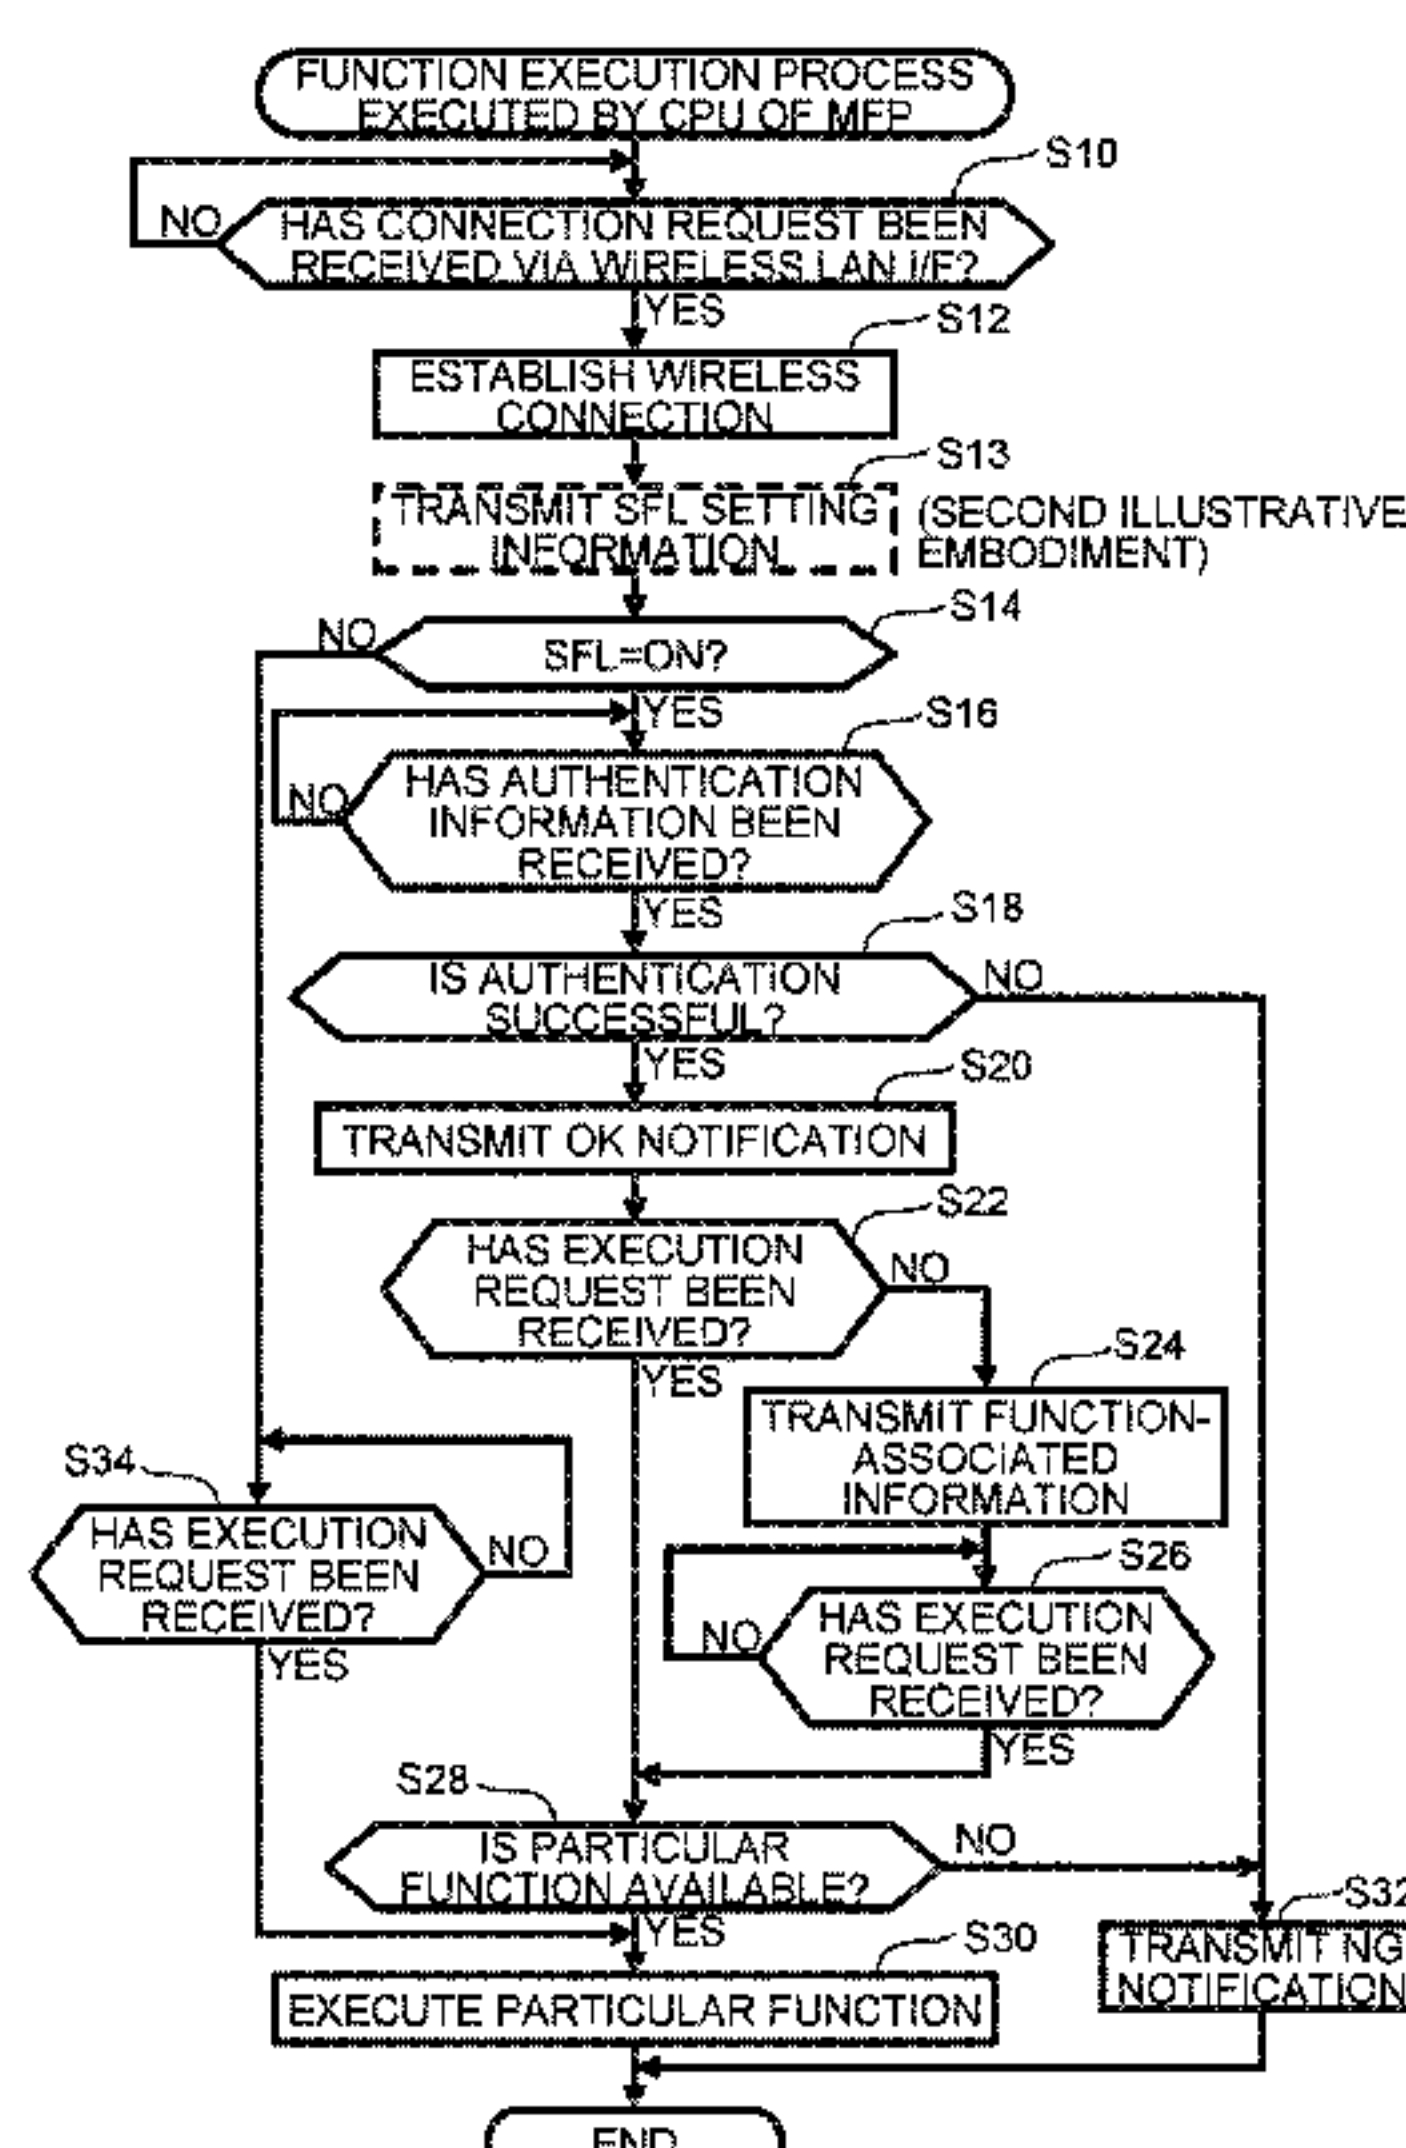 FUNCTION EXECUTION PROCESS
EXECUTED BY CPU OF MFP
S10
NO
HAS CONNECTION REQUEST BEEN
RECEIVED VIA WIRELESS LAN I/F?
YES
S12
ESTABLISH WIRELESS
CONNECTION
S13
TRANSMIT SFL SETTING
INFORMATION
(SECOND ILLUSTRATIVE
EMBODIMENT)
S14
NO
SFL=ON?
YES
S16
HAS AUTHENTICATION
INFORMATION BEEN
RECEIVED?
NO
YES
S18
IS AUTHENTICATION
SUCCESSFUL?
NO
YES
S20
TRANSMIT OK NOTIFICATION
S22
HAS EXECUTION
REQUEST BEEN
RECEIVED?
NO
YES
S24
TRANSMIT FUNCTION-
ASSOCIATED
INFORMATION
S34
HAS EXECUTION
REQUEST BEEN
RECEIVED?
NO
YES
S26
HAS EXECUTION
REQUEST BEEN
RECEIVED?
NO
YES
S28
IS PARTICULAR
FUNCTION AVAILABLE?
NO
YES
S32
TRANSMIT NG
NOTIFICATION
S30
EXECUTE PARTICULAR FUNCTION
END